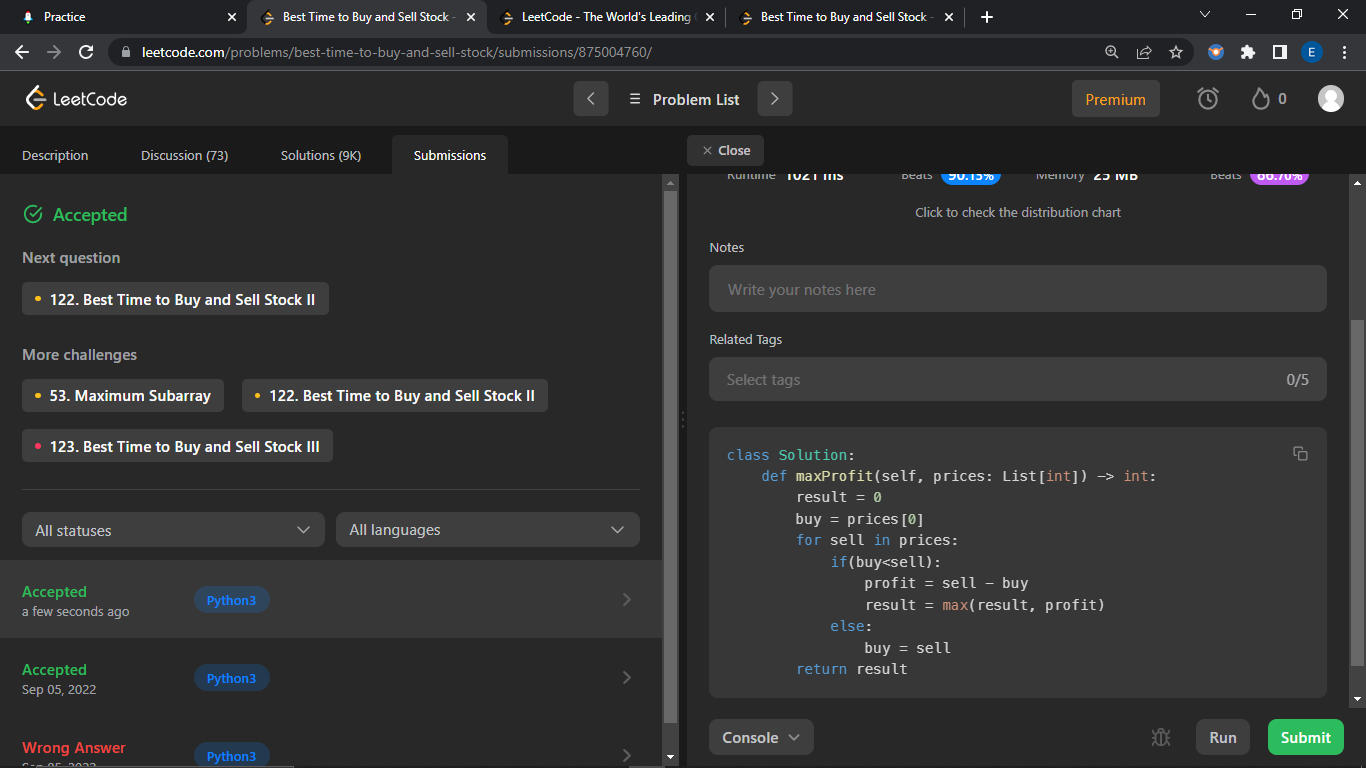 Practice
Best Time to Buy and Sell Stock -
LeetCode - The World's Leading
Best Time to Buy and Sell Stock -
leetcode.com/problems/best-time-to-buy-and-sell-stock/submissions/875004760/
E
LeetCode
Problem List
Premium
0
Description
Discussion (73)
Solutions (9K)
Submissions
Close
Accepted
Next question
122. Best Time to Buy and Sell Stock II
More challenges
53. Maximum Subarray
122. Best Time to Buy and Sell Stock II
123. Best Time to Buy and Sell Stock III
All statuses
All languages
Accepted
a few seconds ago
Python3
Accepted
Sep 05, 2022
Python3
Wrong Answer
Sep 05, 2022
Python3
Runtime 1021 ms Beats 90.15% Memory 25 MB Beats 66.70%
Click to check the distribution chart
Notes
Write your notes here
Related Tags
Select tags
0/5
class Solution:
    def maxProfit(self, prices: List[int]) -> int:
        result = 0
        buy = prices[0]
        for sell in prices:
            if(buy<sell):
                profit = sell - buy
                result = max(result, profit)
            else:
                buy = sell
        return result
Console
Run
Submit